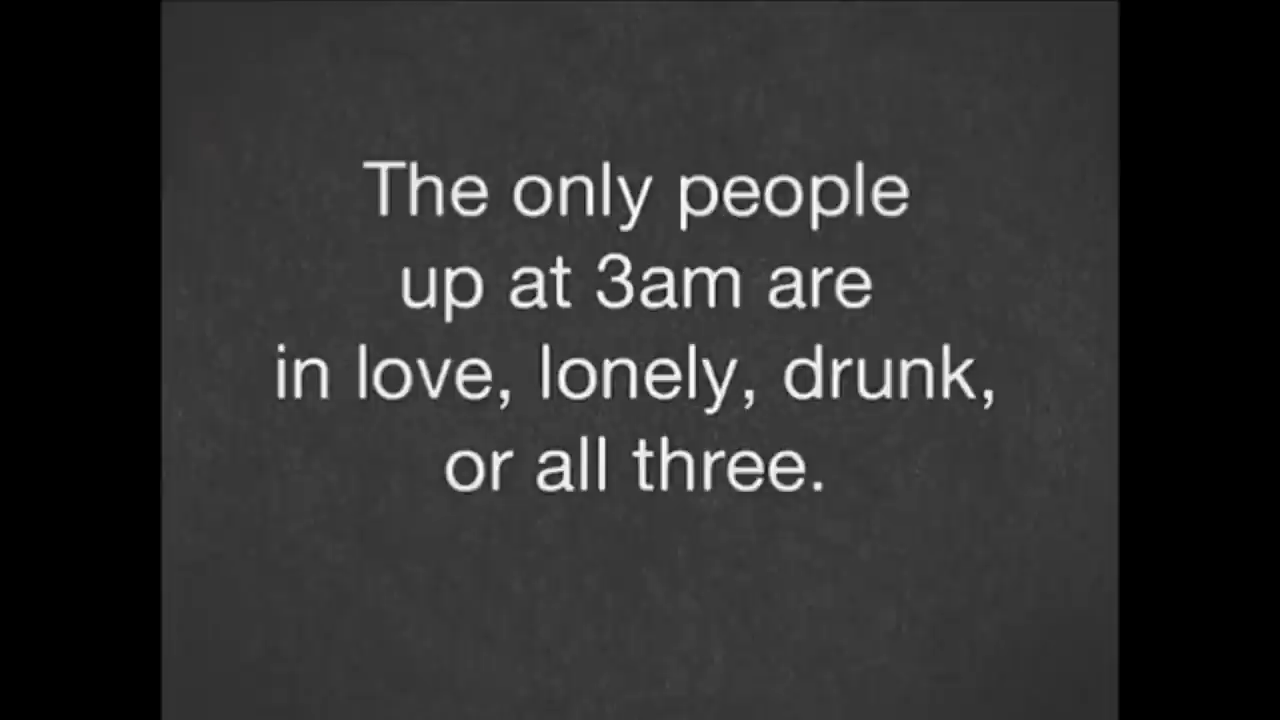 The only people
up at 3am are
in love, lonely, drunk,
or all three.